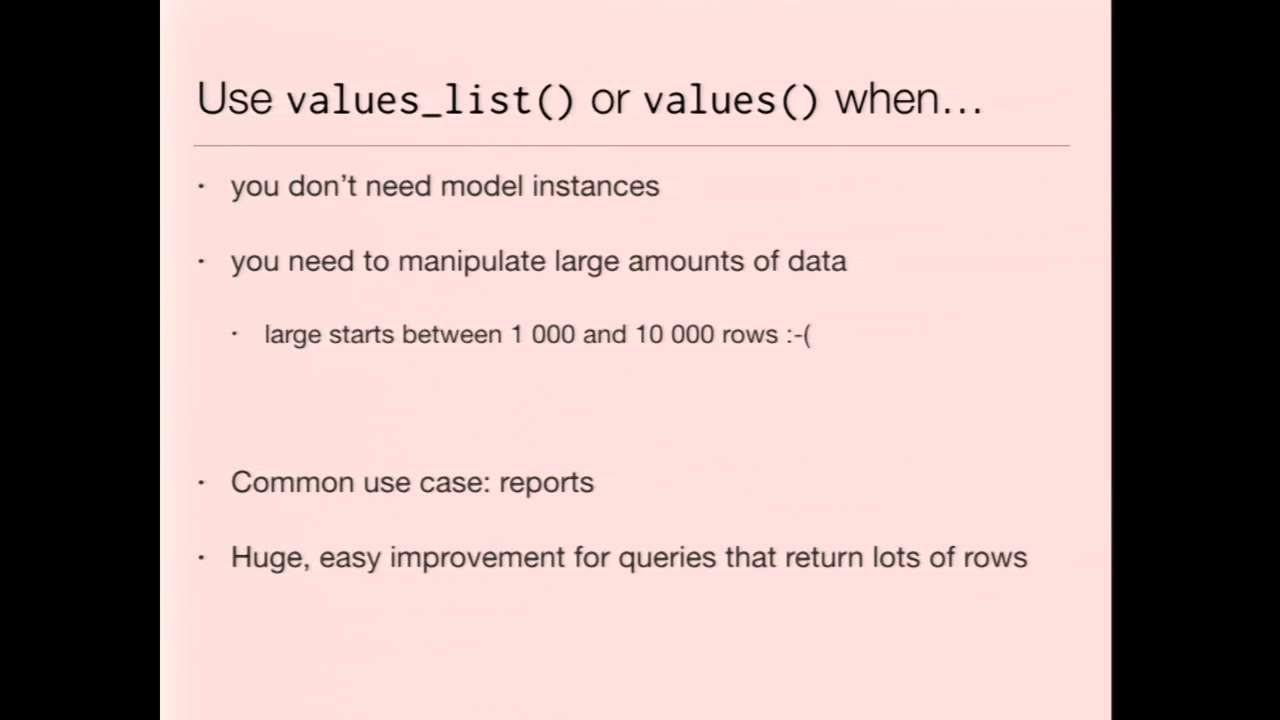 Use values_list() or values() when…
· you don’t need model instances
· you need to manipulate large amounts of data
· large starts between 1 000 and 10 000 rows :-(
· Common use case: reports
· Huge, easy improvement for queries that return lots of rows